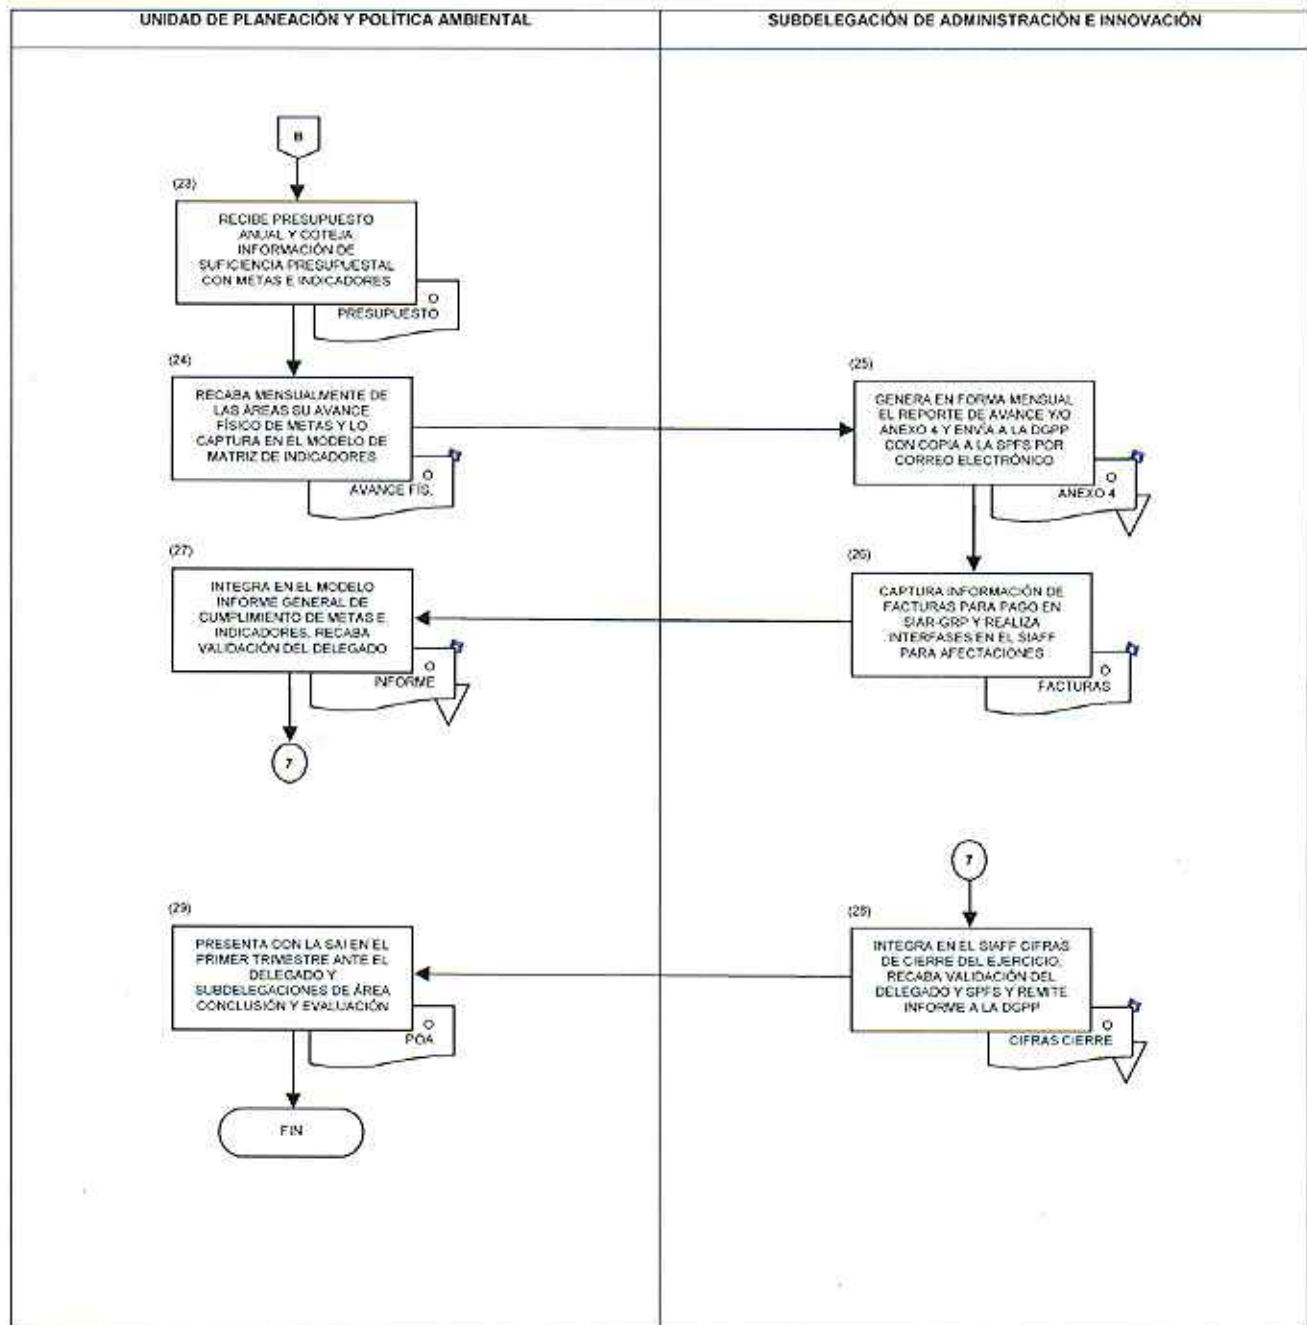 UNIDAD DE PLANEACIÓN Y POLÍTICA AMBIENTAL
SUBDELEGACIÓN DE ADMINISTRACIÓN E INNOVACIÓN
B
(23)
RECIBE PRESUPUESTO
ANUAL Y COTEJA
INFORMACIÓN DE
SUFICIENCIA PRESUPUESTAL
CON METAS E INDICADORES
O
PRESUPUESTO
(24)
RECABA MENSUALMENTE DE
LAS ÁREAS SU AVANCE
FÍSICO DE METAS Y LO
CAPTURA EN EL MODELO DE
MATRIZ DE INDICADORES
O
AVANCE FÍS.
(25)
GENERA EN FORMA MENSUAL
EL REPORTE DE AVANCE Y/O
ANEXO 4 Y ENVÍA A LA DGPP
CON COPIA A LA SPFS POR
CORREO ELECTRÓNICO
O
ANEXO 4
(26)
CAPTURA INFORMACIÓN DE
FACTURAS PARA PAGO EN
SIAR-GRP Y REALIZA
INTERFASES EN EL SIAFF
PARA AFECTACIONES
O
FACTURAS
(27)
INTEGRA EN EL MODELO
INFORME GENERAL DE
CUMPLIMIENTO DE METAS E
INDICADORES, RECABA
VALIDACIÓN DEL DELEGADO
O
INFORME
7
7
(28)
INTEGRA EN EL SIAFF CIFRAS
DE CIERRE DEL EJERCICIO,
RECABA VALIDACIÓN DEL
DELEGADO Y SPFS Y REMITE
INFORME A LA DGPP
O
CIFRAS CIERRE
(29)
PRESENTA CON LA SAI EN EL
PRIMER TRIMESTRE ANTE EL
DELEGADO Y
SUBDELEGACIONES DE ÁREA
CONCLUSIÓN Y EVALUACIÓN
O
POA
FIN